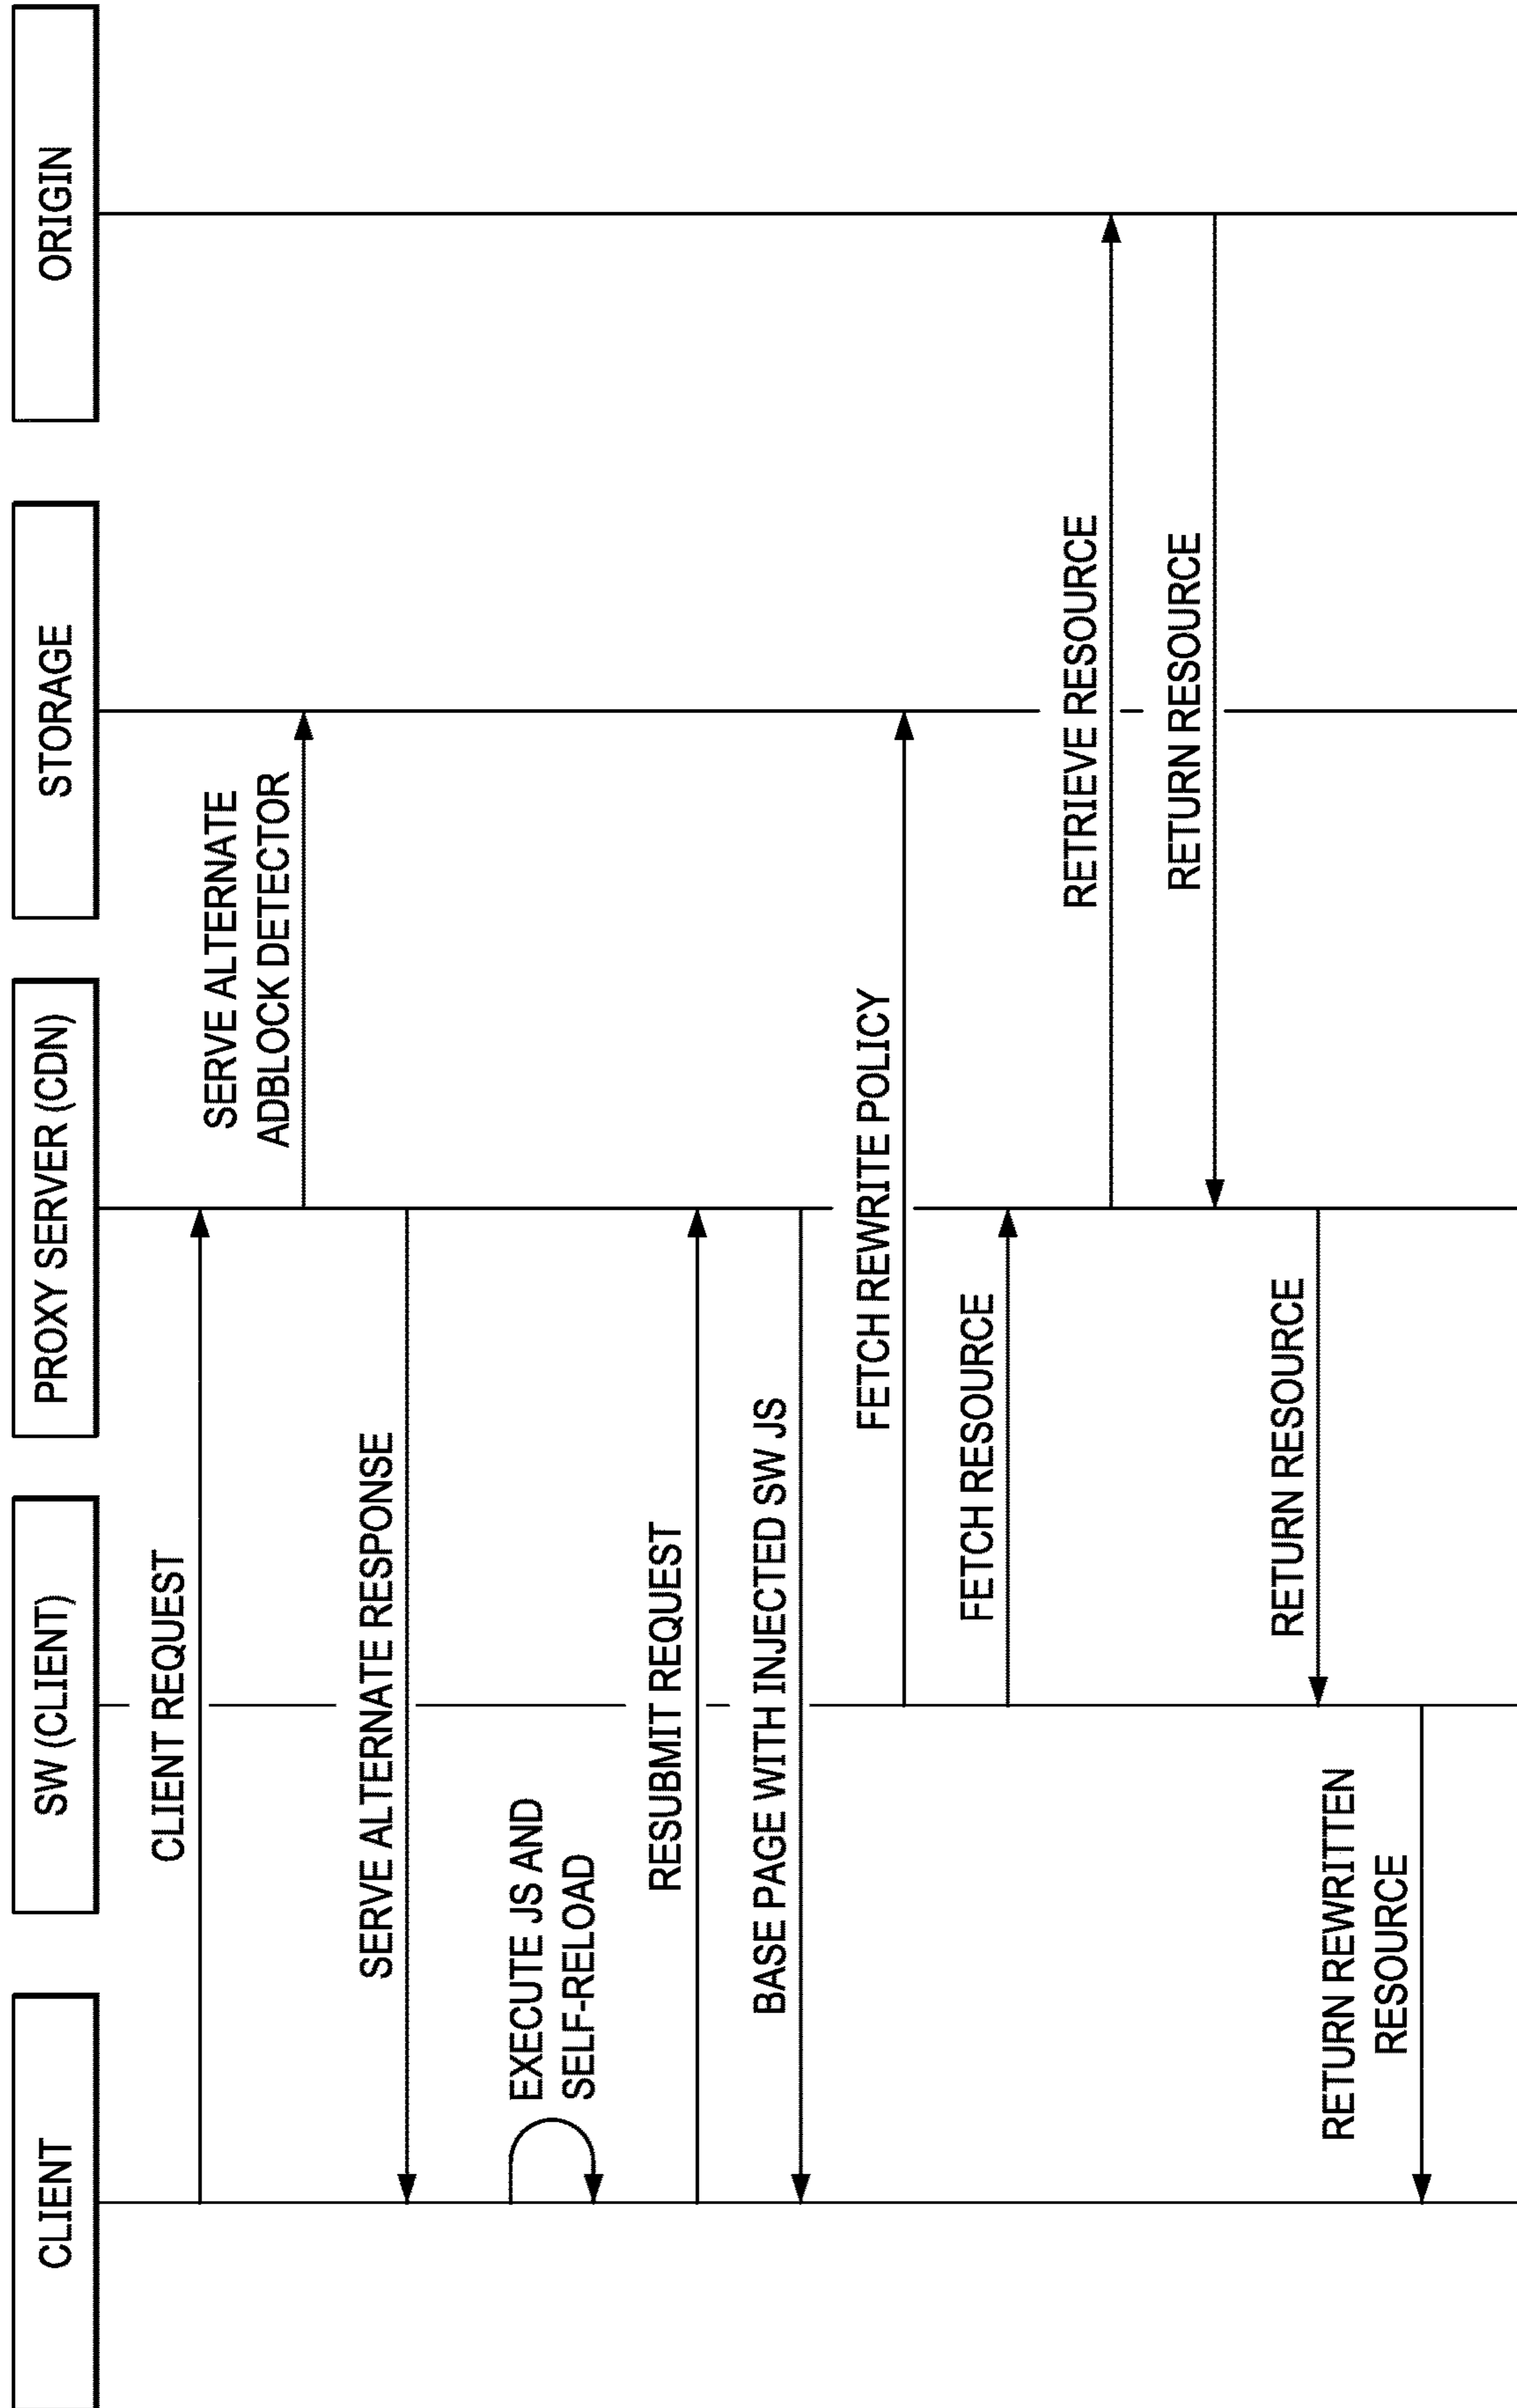 CLIENT
SW (CLIENT)
PROXY SERVER (CDN)
STORAGE
ORIGIN
CLIENT REQUEST
SERVE ALTERNATE
ADBLOCK DETECTOR
SERVE ALTERNATE RESPONSE
EXECUTE JS AND
SELF-RELOAD
RESUBMIT REQUEST
BASE PAGE WITH INJECTED SW JS
FETCH REWRITE POLICY
FETCH RESOURCE
RETRIEVE RESOURCE
RETURN RESOURCE
RETURN RESOURCE
RETURN REWRITTEN
RESOURCE